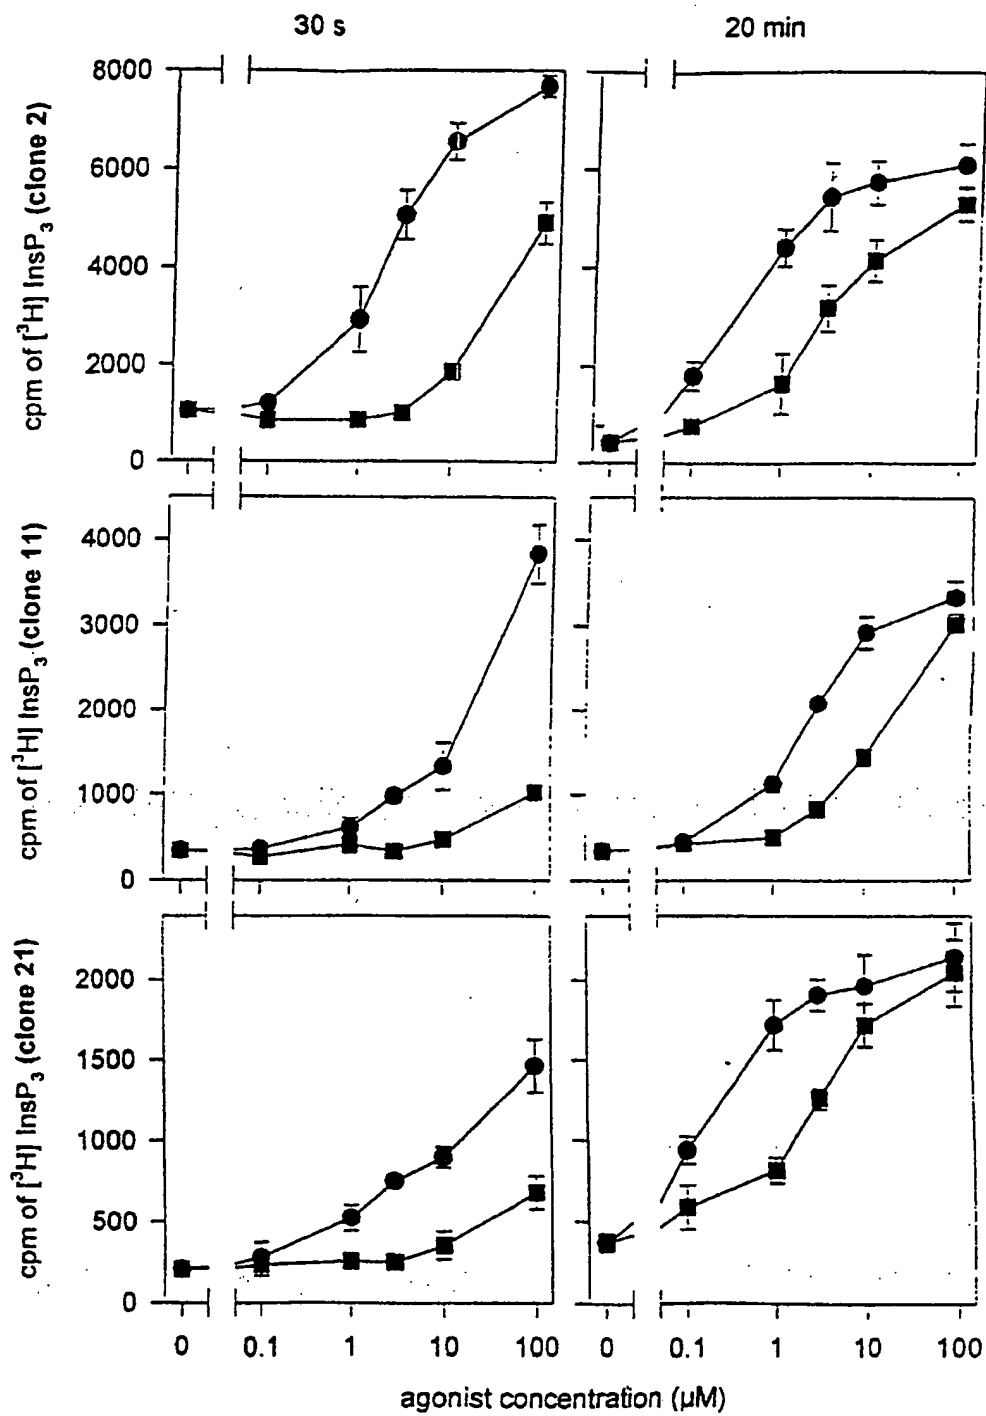 30 s
20 min
cpm of [³H] InsP₃ (clone 2)
8000
6000
4000
2000
0
cpm of [³H] InsP₃ (clone 11)
4000
3000
2000
1000
0
cpm of [³H] InsP₃ (clone 21)
2000
1500
1000
500
0
0 0.1 1 10 100
0 0.1 1 10 100
agonist concentration (µM)